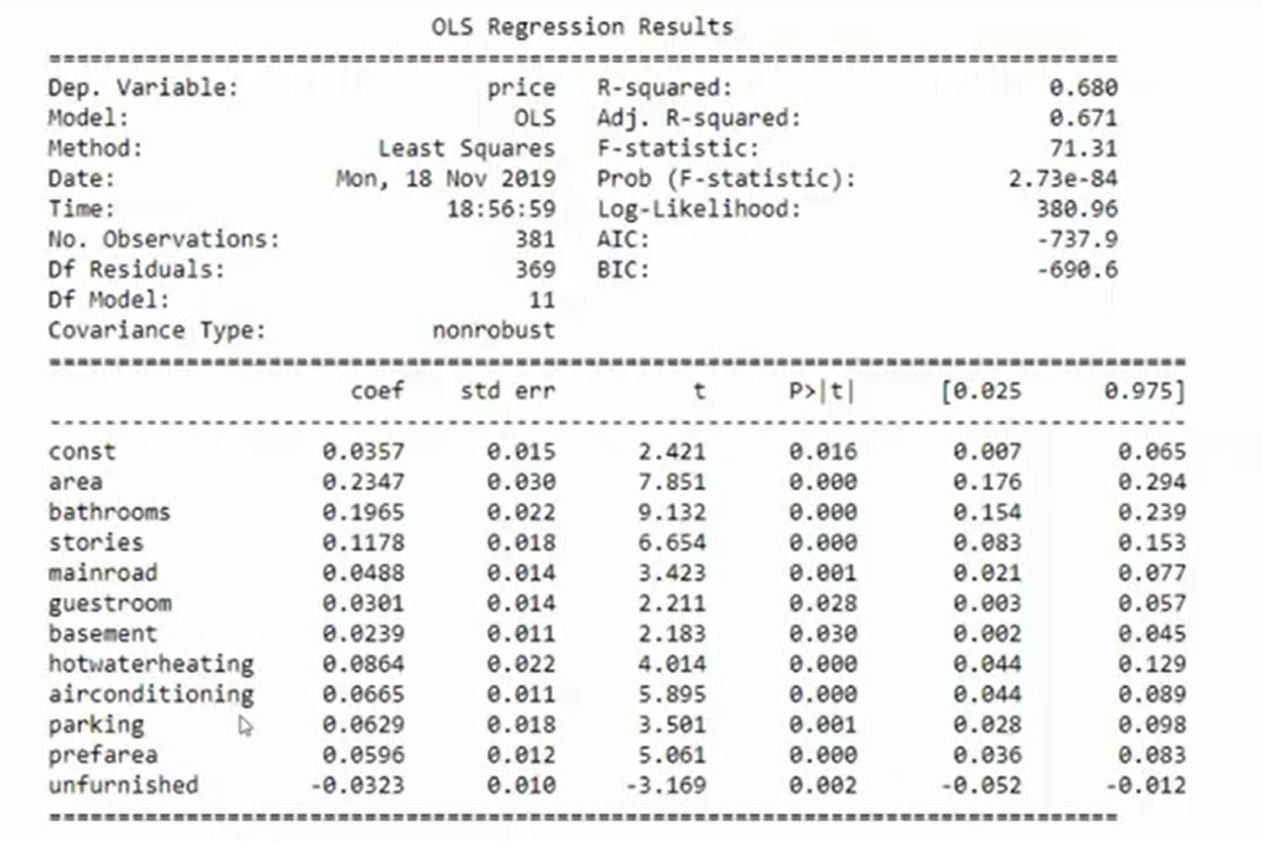 OLS Regression Results
==============================================================================
Dep. Variable: price R-squared: 0.680
Model: OLS Adj. R-squared: 0.671
Method: Least Squares F-statistic: 71.31
Date: Mon, 18 Nov 2019 Prob (F-statistic): 2.73e-84
Time: 18:56:59 Log-Likelihood: 380.96
No. Observations: 381 AIC: -737.9
Df Residuals: 369 BIC: -690.6
Df Model: 11
Covariance Type: nonrobust
===================================================================================
coef std err t P>|t| [0.025 0.975]
-----------------------------------------------------------------------------------
const 0.0357 0.015 2.421 0.016 0.007 0.065
area 0.2347 0.030 7.851 0.000 0.176 0.294
bathrooms 0.1965 0.022 9.132 0.000 0.154 0.239
stories 0.1178 0.018 6.654 0.000 0.083 0.153
mainroad 0.0488 0.014 3.423 0.001 0.021 0.077
guestroom 0.0301 0.014 2.211 0.028 0.003 0.057
basement 0.0239 0.011 2.183 0.030 0.002 0.045
hotwaterheating 0.0864 0.022 4.014 0.000 0.044 0.129
airconditioning 0.0665 0.011 5.895 0.000 0.044 0.089
parking 0.0629 0.018 3.501 0.001 0.028 0.098
prefarea 0.0596 0.012 5.061 0.000 0.036 0.083
unfurnished -0.0323 0.010 -3.169 0.002 -0.052 -0.012
==============================================================================